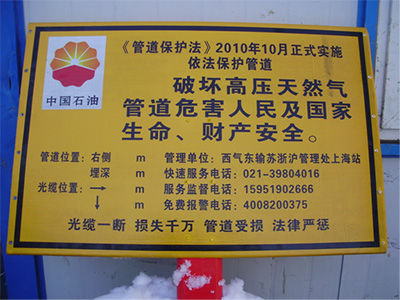 《管道保护法》2010年10月正式实施
依法保护管道
中国石油
破坏高压天然气
管道危害人民及国家
生命、财产安全。
管道位置：右侧 m 管理单位：西气东输苏浙沪管理处上海站
埋深 m 快速服务电话：021-39804016
光缆位置：→ m 服务监督电话：15951902666
↓ m 免费报警电话：4008200375
光缆一断 损失千万 管道受损 法律严惩